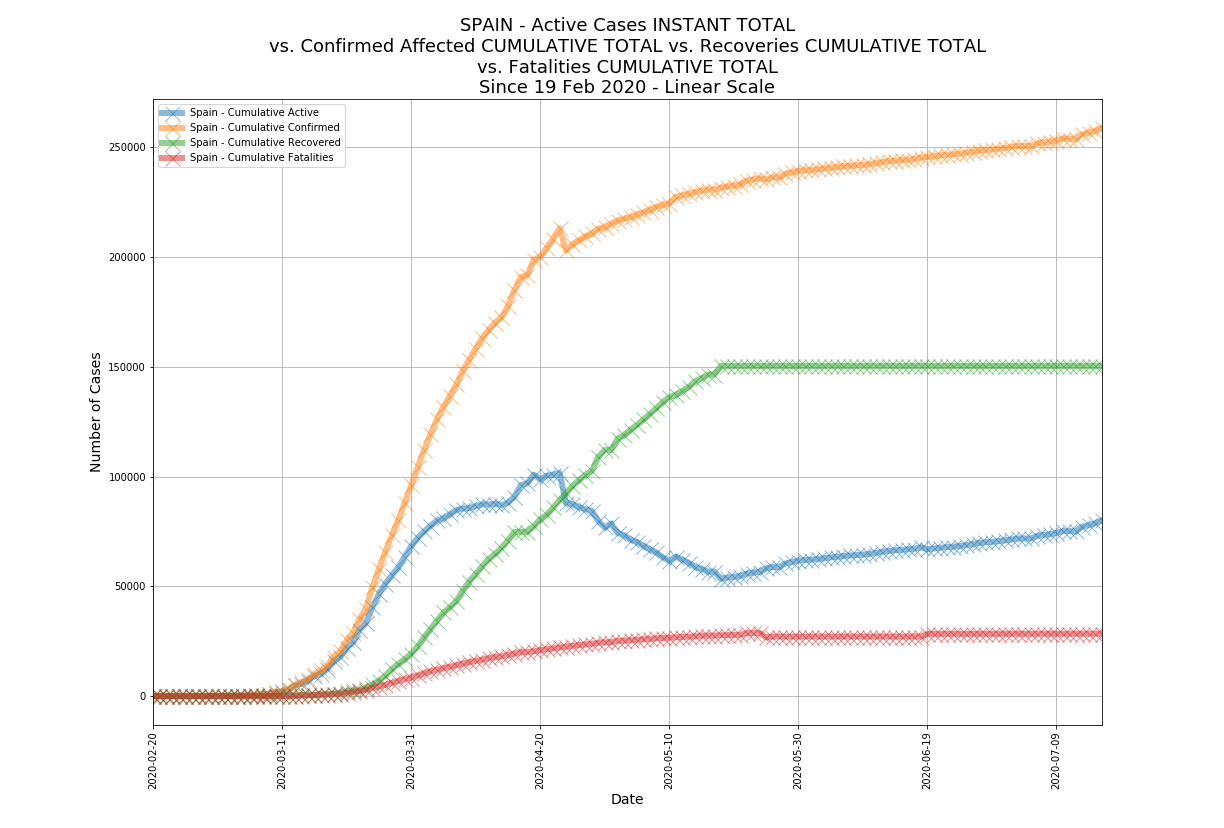 SPAIN - Active Cases INSTANT TOTAL
vs. Confirmed Affected CUMULATIVE TOTAL vs. Recoveries CUMULATIVE TOTAL
vs. Fatalities CUMULATIVE TOTAL
Since 19 Feb 2020 - Linear Scale
Spain - Cumulative Active
Spain - Cumulative Confirmed
Spain - Cumulative Recovered
Spain - Cumulative Fatalities
Number of Cases
250000
200000
150000
100000
50000
0
2020-02-20
2020-03-11
2020-03-31
2020-04-20
2020-05-10
2020-05-30
2020-06-19
2020-07-09
Date